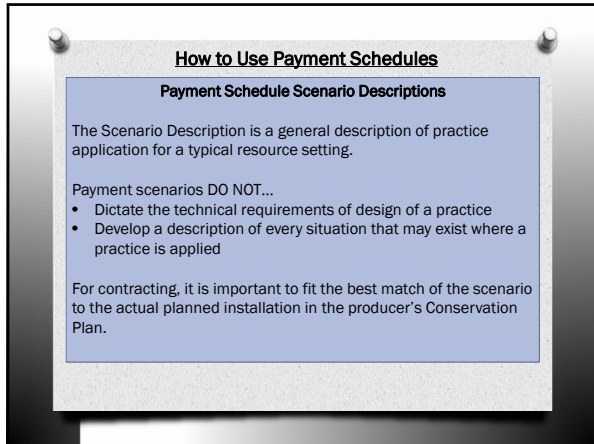 How to Use Payment Schedules
Payment Schedule Scenario Descriptions
The Scenario Description is a general description of practice
application for a typical resource setting.
Payment scenarios DO NOT...
• Dictate the technical requirements of design of a practice
• Develop a description of every situation that may exist where a
practice is applied
For contracting, it is important to fit the best match of the scenario
to the actual planned installation in the producer's Conservation
Plan.